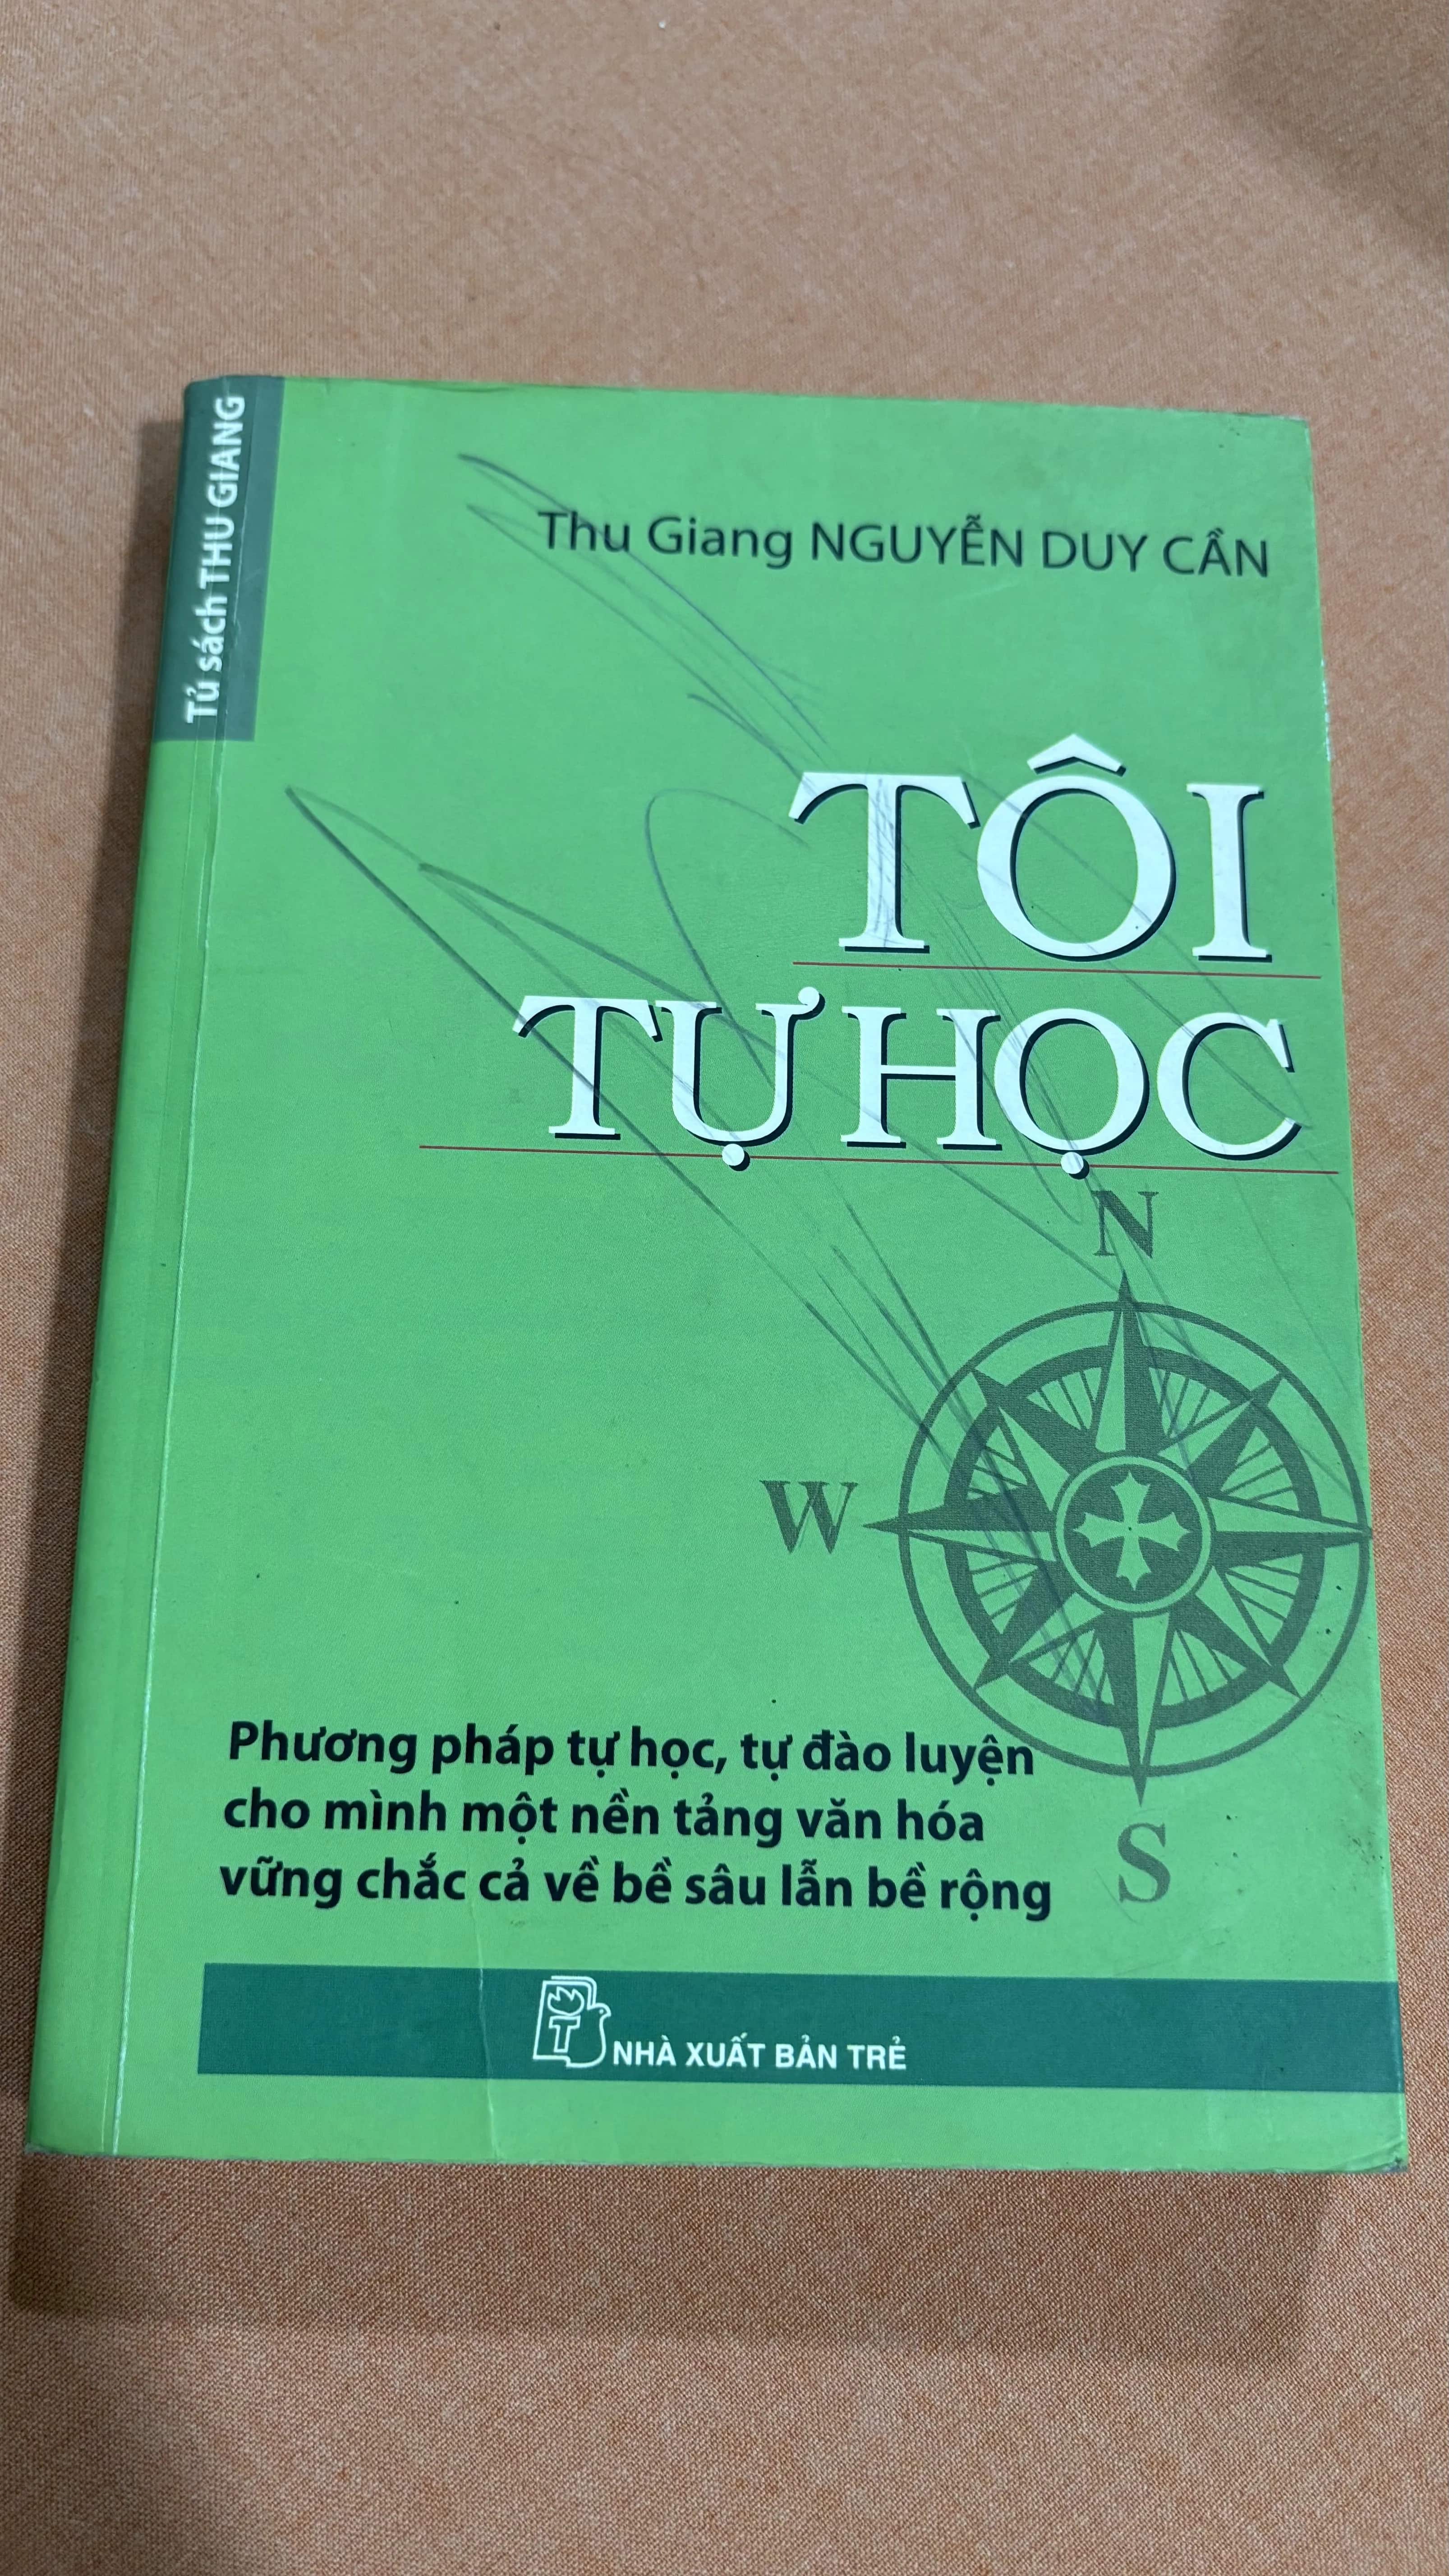 Tủ sách THU GIANG
Thu Giang NGUYỄN DUY CẦN
TÔI
TỰ HỌC
N
W
S
Phương pháp tự học, tự đào luyện
cho mình một nền tảng văn hóa
vững chắc cả về bề sâu lẫn bề rộng
T
NHÀ XUẤT BẢN TRẺ